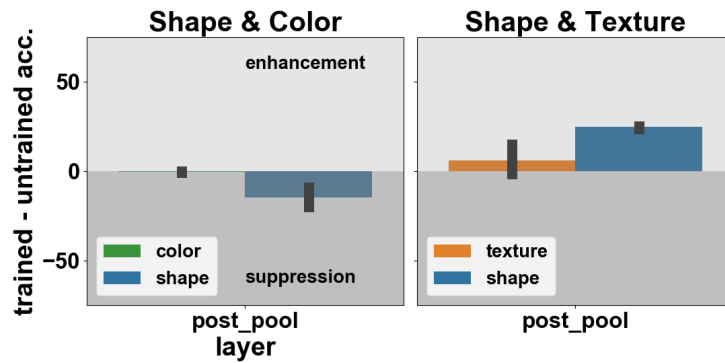 Shape & Color
Shape & Texture
trained - untrained acc.
50
0
−50
enhancement
suppression
color
shape
texture
shape
post_pool
post_pool
layer